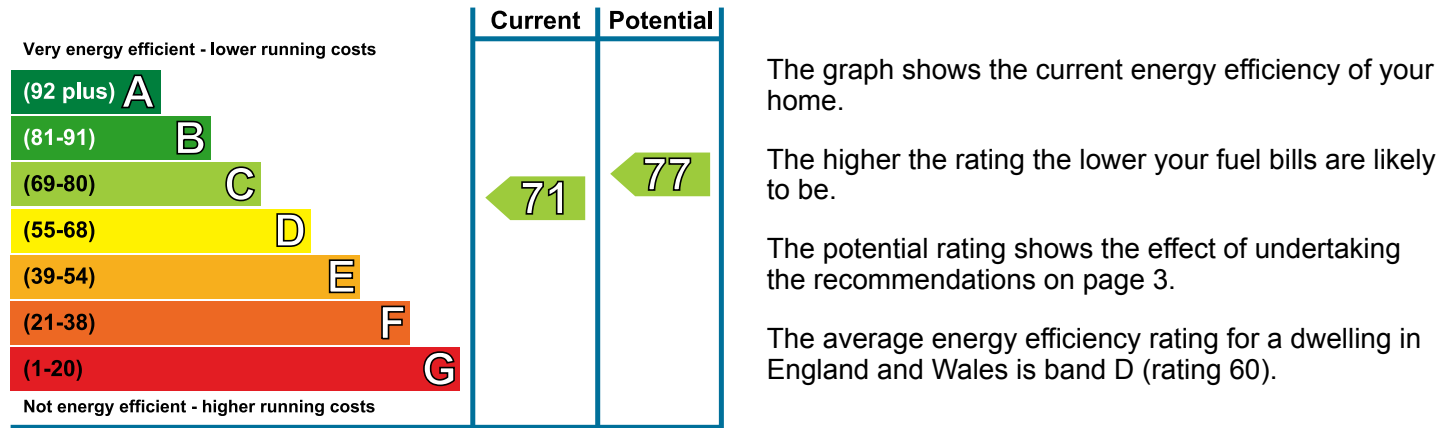 Current Potential
Very energy efficient - lower running costs
(92 plus) A
(81-91) B
(69-80) C
(55-68) D
(39-54) E
(21-38) F
(1-20) G
Not energy efficient - higher running costs
71
77
The graph shows the current energy efficiency of your
home.
The higher the rating the lower your fuel bills are likely
to be.
The potential rating shows the effect of undertaking
the recommendations on page 3.
The average energy efficiency rating for a dwelling in
England and Wales is band D (rating 60).